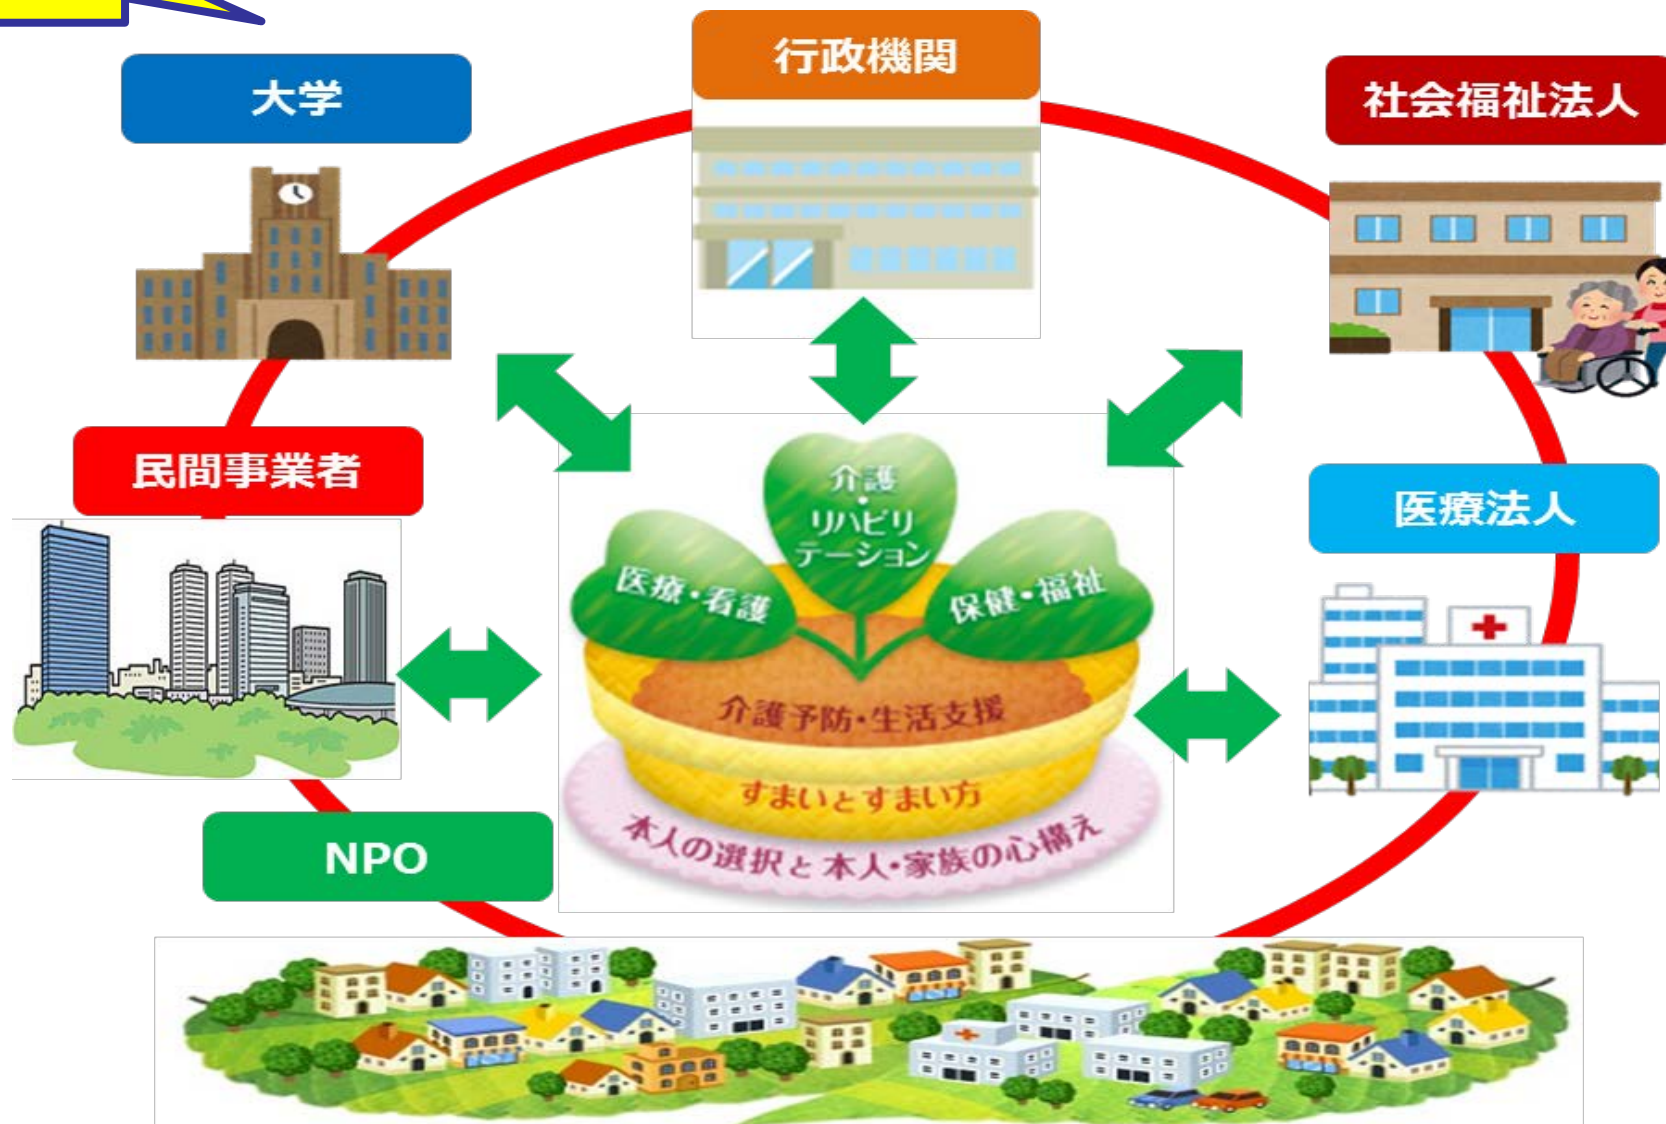 行政機関
大学
社会福祉法人
民間事業者
医療法人
介護
・
リハビリ
テーション
医療・看護
保健・福祉
介護予防・生活支援
すまいとすまい方
本人の選択と本人・家族の心構え
NPO